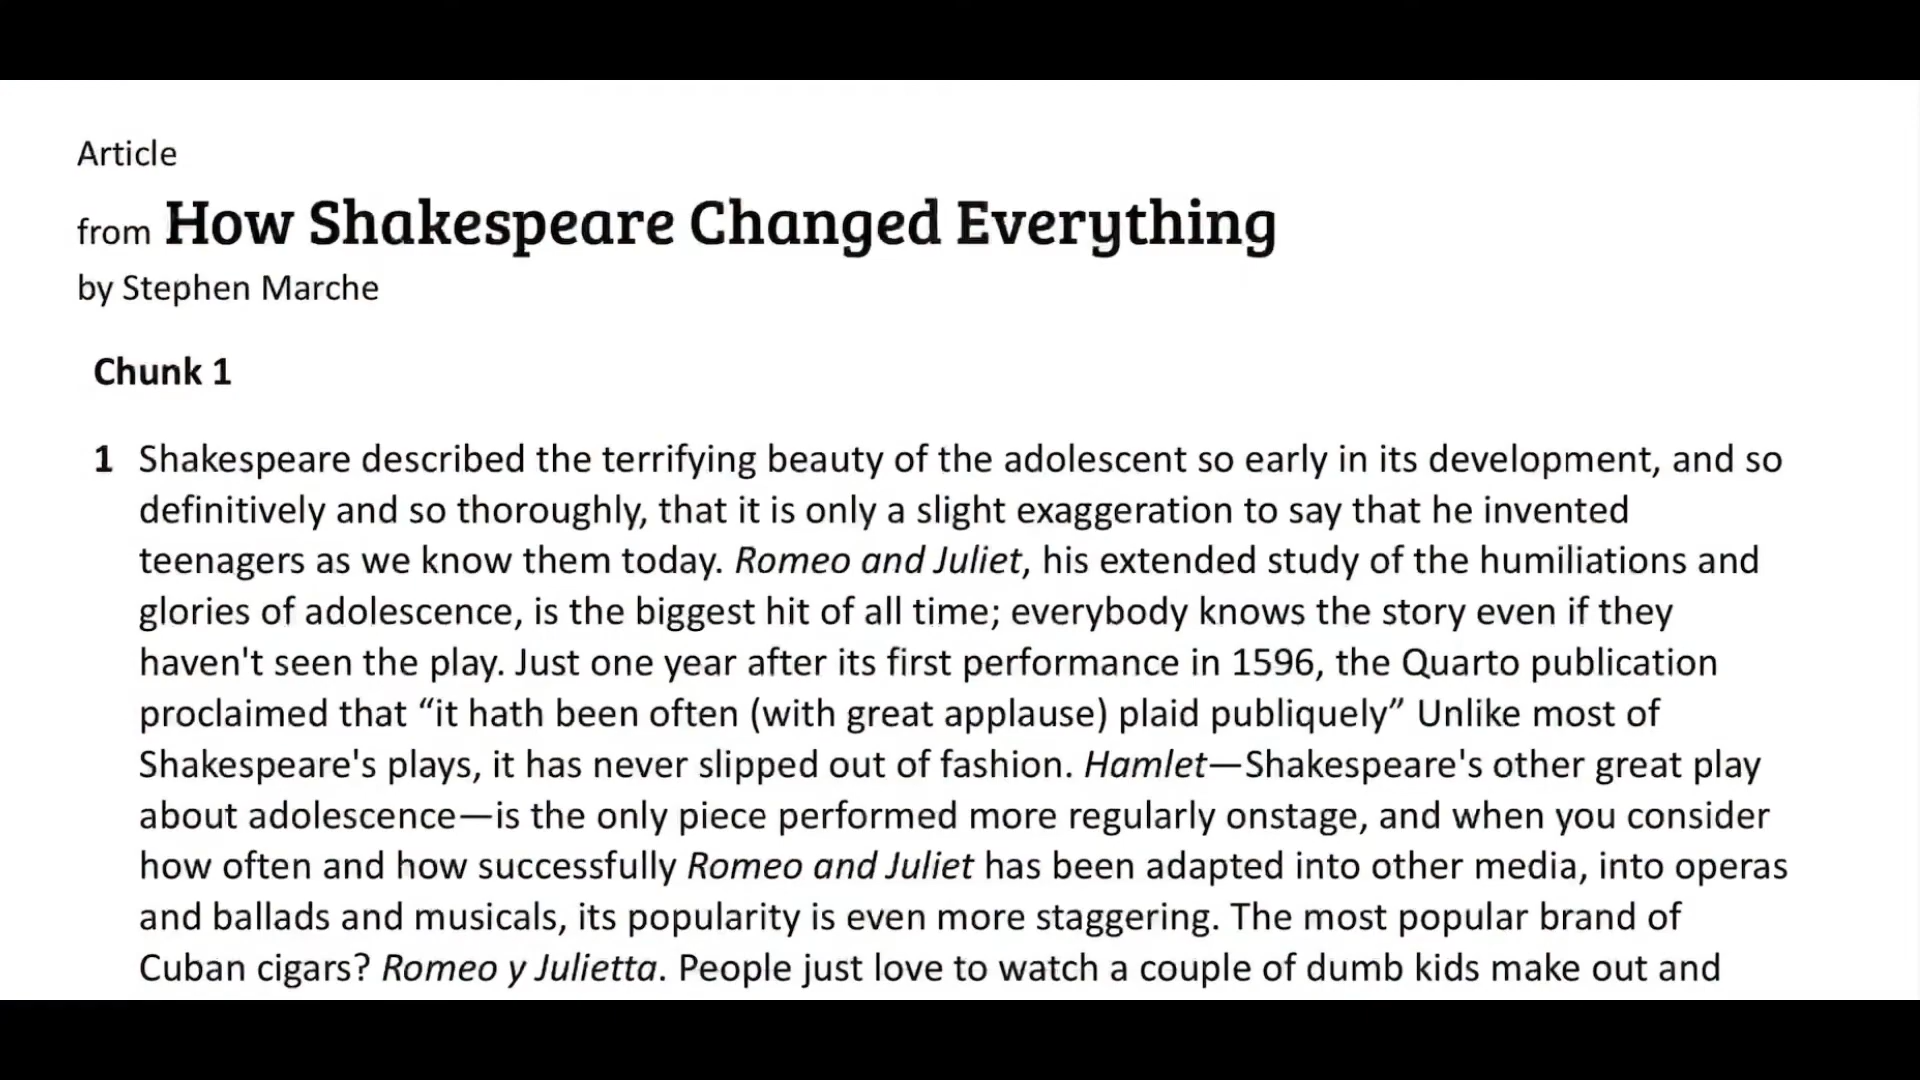 Article
from How Shakespeare Changed Everything
by Stephen Marche
Chunk 1
1 Shakespeare described the terrifying beauty of the adolescent so early in its development, and so
definitively and so thoroughly, that it is only a slight exaggeration to say that he invented
teenagers as we know them today. Romeo and Juliet, his extended study of the humiliations and
glories of adolescence, is the biggest hit of all time; everybody knows the story even if they
haven't seen the play. Just one year after its first performance in 1596, the Quarto publication
proclaimed that “it hath been often (with great applause) plaid publiquely” Unlike most of
Shakespeare's plays, it has never slipped out of fashion. Hamlet—Shakespeare's other great play
about adolescence—is the only piece performed more regularly onstage, and when you consider
how often and how successfully Romeo and Juliet has been adapted into other media, into operas
and ballads and musicals, its popularity is even more staggering. The most popular brand of
Cuban cigars? Romeo y Julietta. People just love to watch a couple of dumb kids make out and